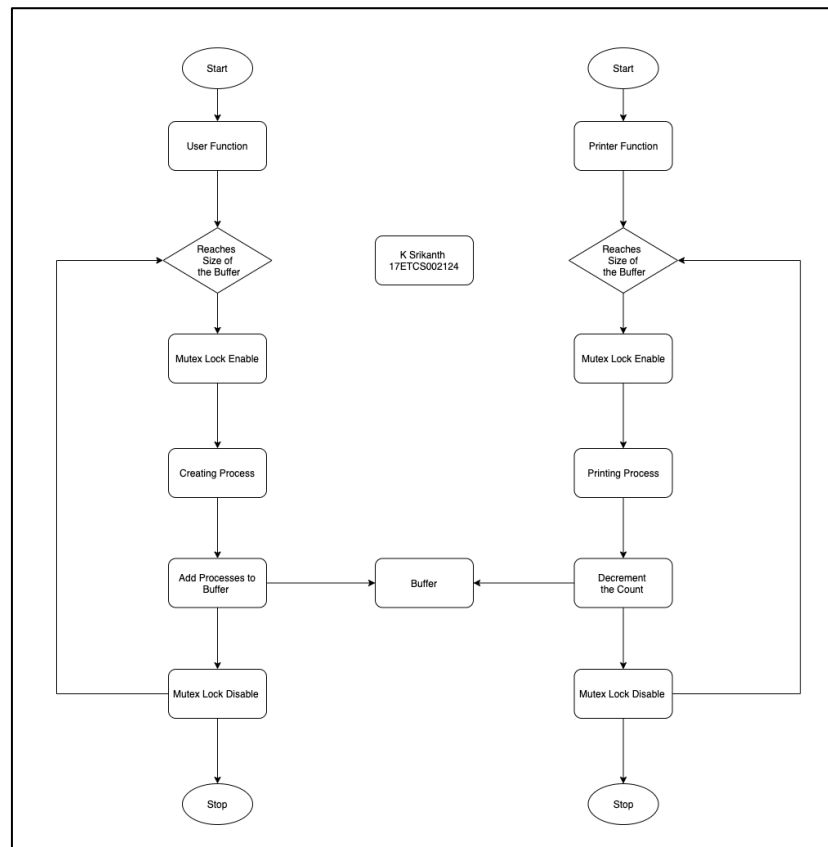 Start
Start
User Function
Printer Function
Reaches
Size of
the Buffer
K Srikanth
17ETCS002124
Reaches
Size of
the Buffer
Mutex Lock Enable
Mutex Lock Enable
Creating Process
Printing Process
Add Processes to
Buffer
Buffer
Decrement
the Count
Mutex Lock Disable
Mutex Lock Disable
Stop
Stop